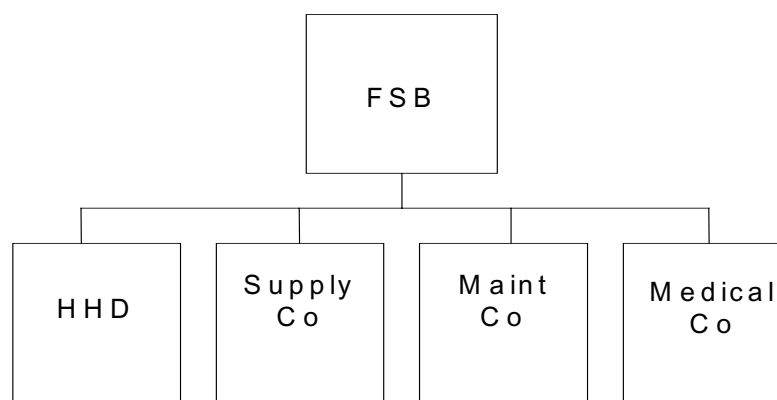 FSB
HHD
Supply
Co
Maint
Co
Medical
Co